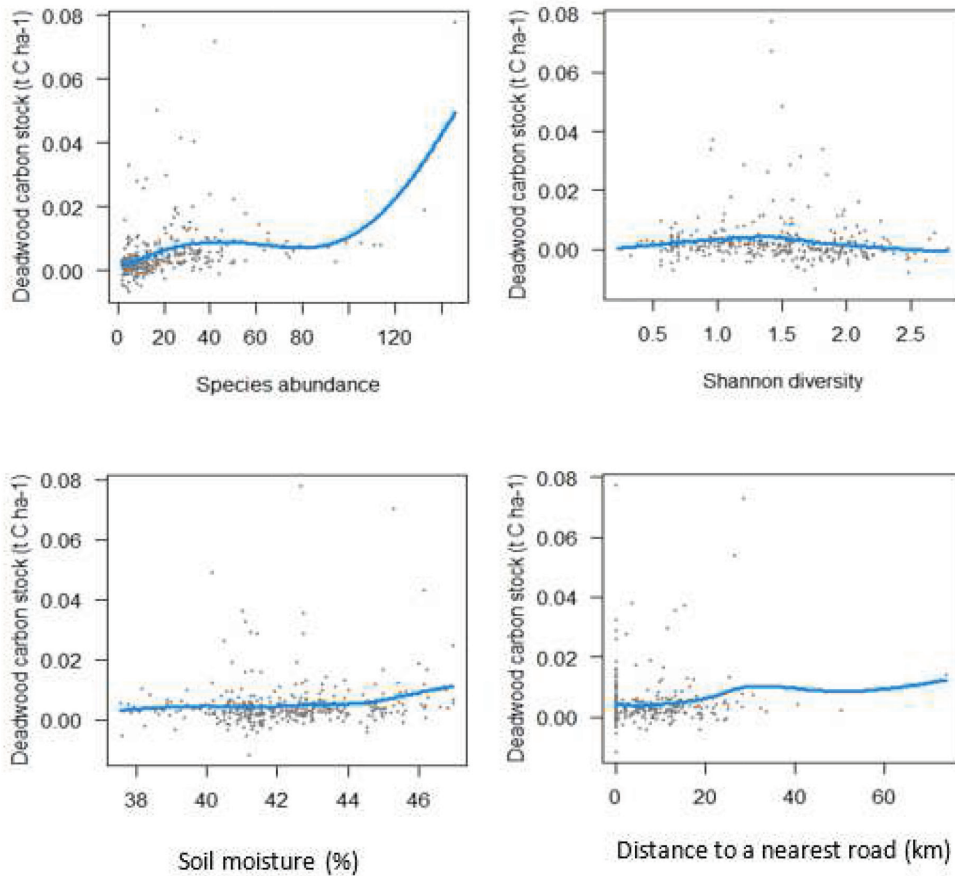 Deadwood carbon stock (t C ha-1)
0.08
0.06
0.04
0.02
0.00
0 20 40 60 80 120
Species abundance
Deadwood carbon stock (t C ha-1)
0.08
0.06
0.04
0.02
0.00
0.5 1.0 1.5 2.0 2.5
Shannon diversity
Deadwood carbon stock (t C ha-1)
0.08
0.06
0.04
0.02
0.00
38 40 42 44 46
Soil moisture (%)
Deadwood carbon stock (t C ha-1)
0.08
0.06
0.04
0.02
0.00
0 20 40 60
Distance to a nearest road (km)